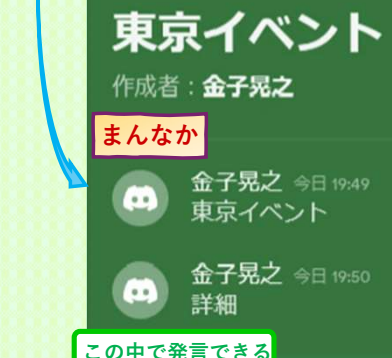 東京イベント
作成者：金子晃之
まんなか
金子晃之 今日 19:49
東京イベント
金子晃之 今日 19:50
詳細
この中で発言できる